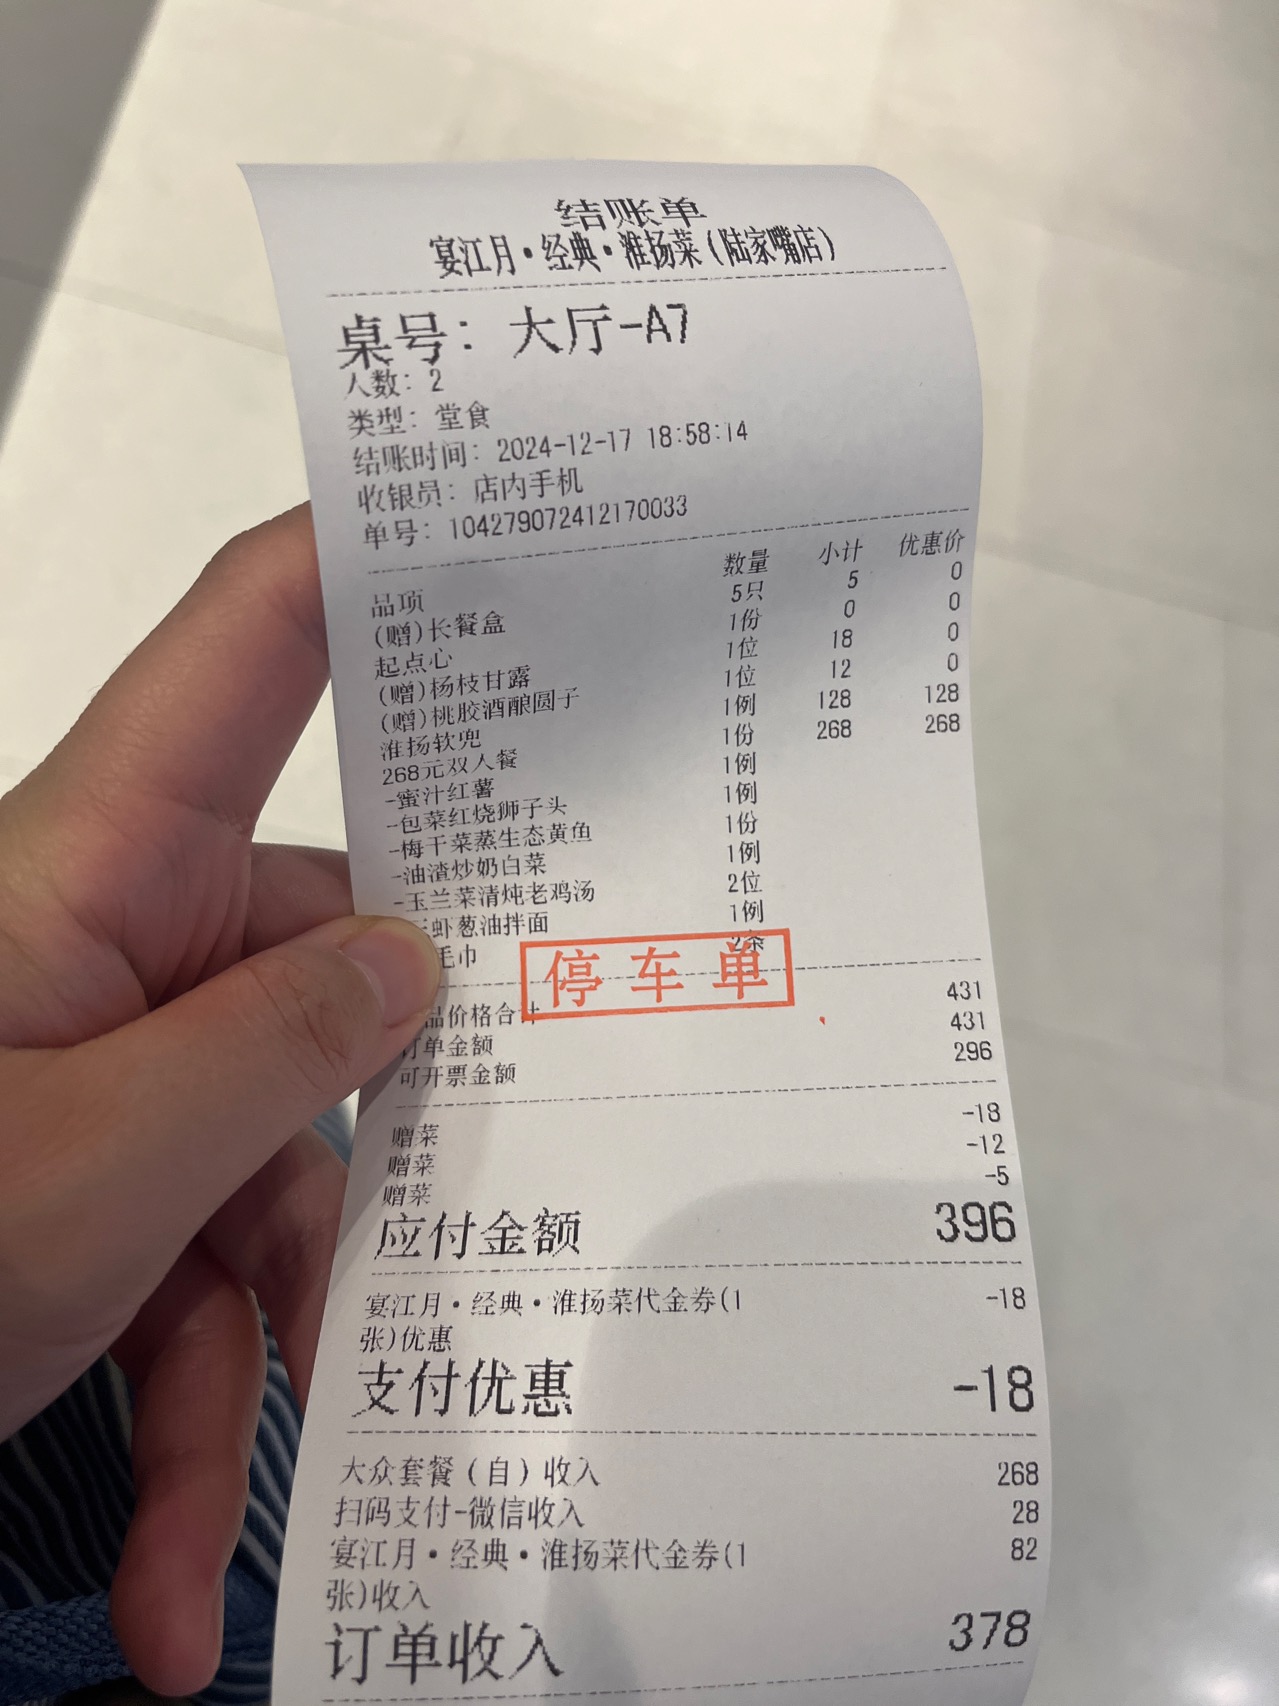 结账单
宴江月·经典·淮扬菜(陆家嘴店)
桌号: 大厅-A7
人数: 2
类型: 堂食
结账时间: 2024-12-17 18:58:14
收银员: 店内手机
单号: 104279072412170033
品项 数量 小计 优惠价
(赠)长餐盒 5只 5 0
起点心 1份 0 0
(赠)杨枝甘露 1位 18 0
(赠)桃胶酒酿圆子 1位 12 0
淮扬软兜 1例 128 128
268元双人餐 1份 268 268
-蜜汁红薯 1例
-包菜红烧狮子头 1例
-梅干菜蒸生态黄鱼 1份
-油渣炒奶白菜 1例
-玉兰菜清炖老鸡汤 2位
虾葱油拌面 1例
毛巾 2条
停车单
品价格合计 431
订单金额 431
可开票金额 296
赠菜 -18
赠菜 -12
赠菜 -5
应付金额 396
宴江月·经典·淮扬菜代金券(1 -18
张)优惠
支付优惠 -18
大众套餐(自)收入 268
扫码支付-微信收入 28
宴江月·经典·淮扬菜代金券(1 82
张)收入
订单收入 378